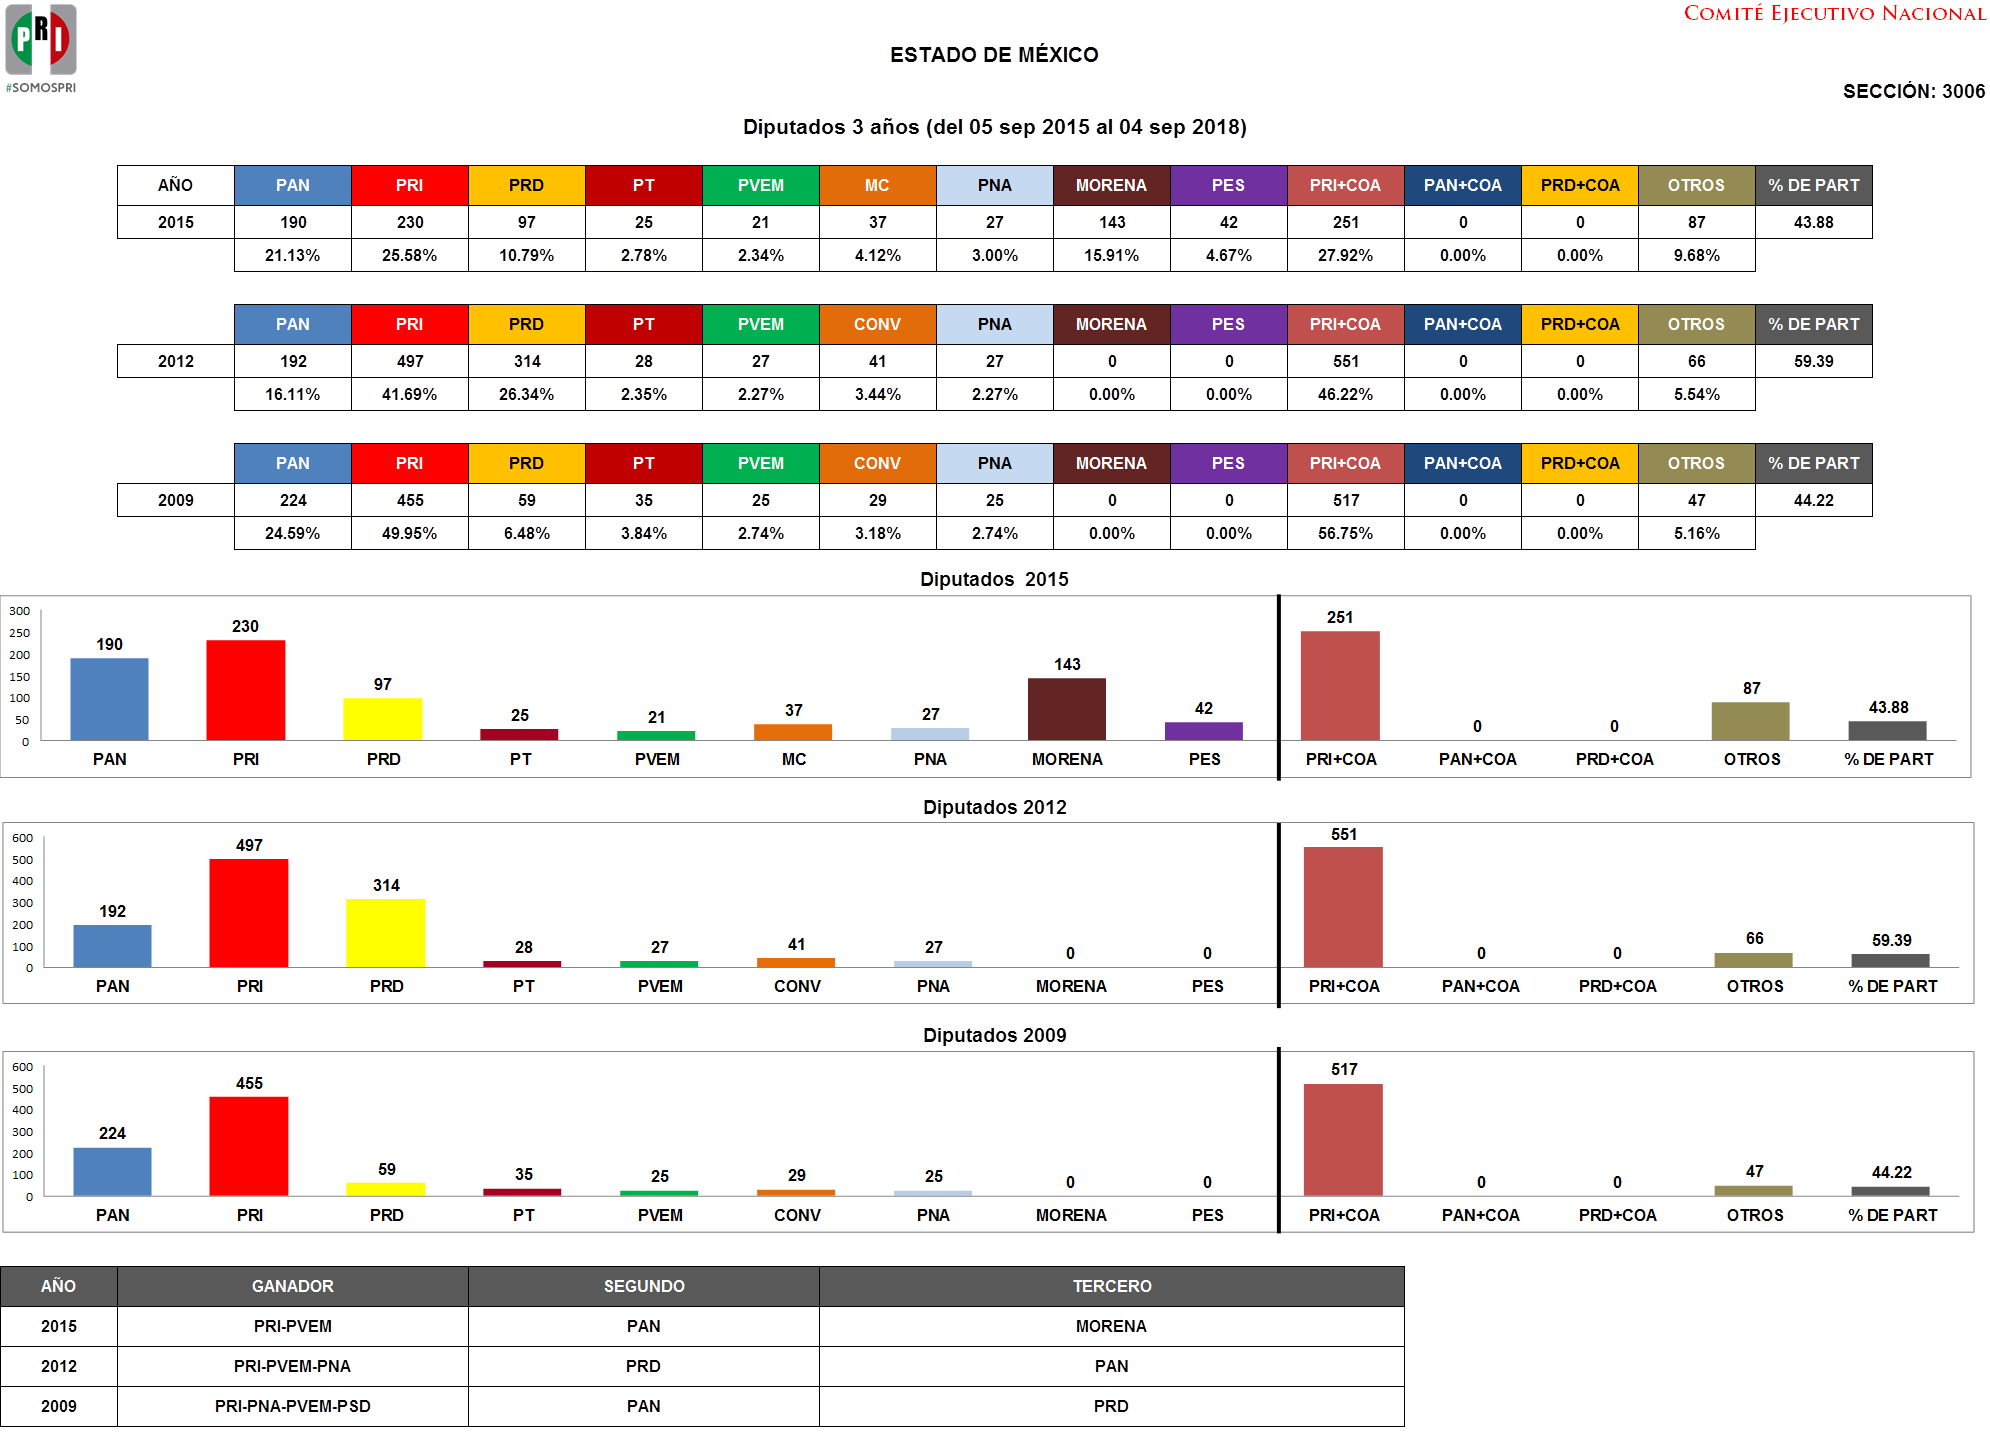 PRI
#SOMOSPRI
COMITÉ EJECUTIVO NACIONAL
ESTADO DE MÉXICO
SECCIÓN: 3006
Diputados 3 años (del 05 sep 2015 al 04 sep 2018)
AÑO PAN PRI PRD PT PVEM MC PNA MORENA PES PRI+COA PAN+COA PRD+COA OTROS % DE PART
2015 190 230 97 25 21 37 27 143 42 251 0 0 87 43.88
21.13% 25.58% 10.79% 2.78% 2.34% 4.12% 3.00% 15.91% 4.67% 27.92% 0.00% 0.00% 9.68%
PAN PRI PRD PT PVEM CONV PNA MORENA PES PRI+COA PAN+COA PRD+COA OTROS % DE PART
2012 192 497 314 28 27 41 27 0 0 551 0 0 66 59.39
16.11% 41.69% 26.34% 2.35% 2.27% 3.44% 2.27% 0.00% 0.00% 46.22% 0.00% 0.00% 5.54%
PAN PRI PRD PT PVEM CONV PNA MORENA PES PRI+COA PAN+COA PRD+COA OTROS % DE PART
2009 224 455 59 35 25 29 25 0 0 517 0 0 47 44.22
24.59% 49.95% 6.48% 3.84% 2.74% 3.18% 2.74% 0.00% 0.00% 56.75% 0.00% 0.00% 5.16%
Diputados 2015
300
250
200
150
100
50
0
190 230 97 25 21 37 27 143 42 251 0 0 87 43.88
PAN PRI PRD PT PVEM MC PNA MORENA PES PRI+COA PAN+COA PRD+COA OTROS % DE PART
Diputados 2012
600
500
400
300
200
100
0
192 497 314 28 27 41 27 0 0 551 0 0 66 59.39
PAN PRI PRD PT PVEM CONV PNA MORENA PES PRI+COA PAN+COA PRD+COA OTROS % DE PART
Diputados 2009
600
500
400
300
200
100
0
224 455 59 35 25 29 25 0 0 517 0 0 47 44.22
PAN PRI PRD PT PVEM CONV PNA MORENA PES PRI+COA PAN+COA PRD+COA OTROS % DE PART
AÑO GANADOR SEGUNDO TERCERO
2015 PRI-PVEM PAN MORENA
2012 PRI-PVEM-PNA PRD PAN
2009 PRI-PNA-PVEM-PSD PAN PRD